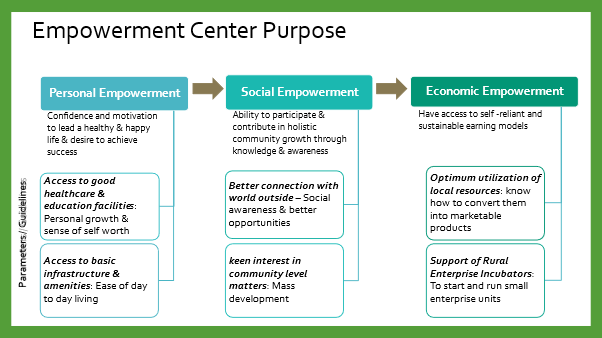 Empowerment Center Purpose
Personal Empowerment
Confidence and motivation
to lead a healthy & happy
life & desire to achieve
success
Access to good
healthcare &
education facilities:
Personal growth &
sense of self worth
Access to basic
infrastructure &
amenities: Ease of day
to day living
Social Empowerment
Ability to participate &
contribute in holistic
community growth through
knowledge & awareness
Better connection with
world outside – Social
awareness & better
opportunities
keen interest in
community level
matters: Mass
development
Economic Empowerment
Have access to self -reliant and
sustainable earning models
Optimum utilization of
local resources: know
how to convert them
into marketable
products
Support of Rural
Enterprise Incubators:
To start and run small
enterprise units
Parameters/ Guidelines